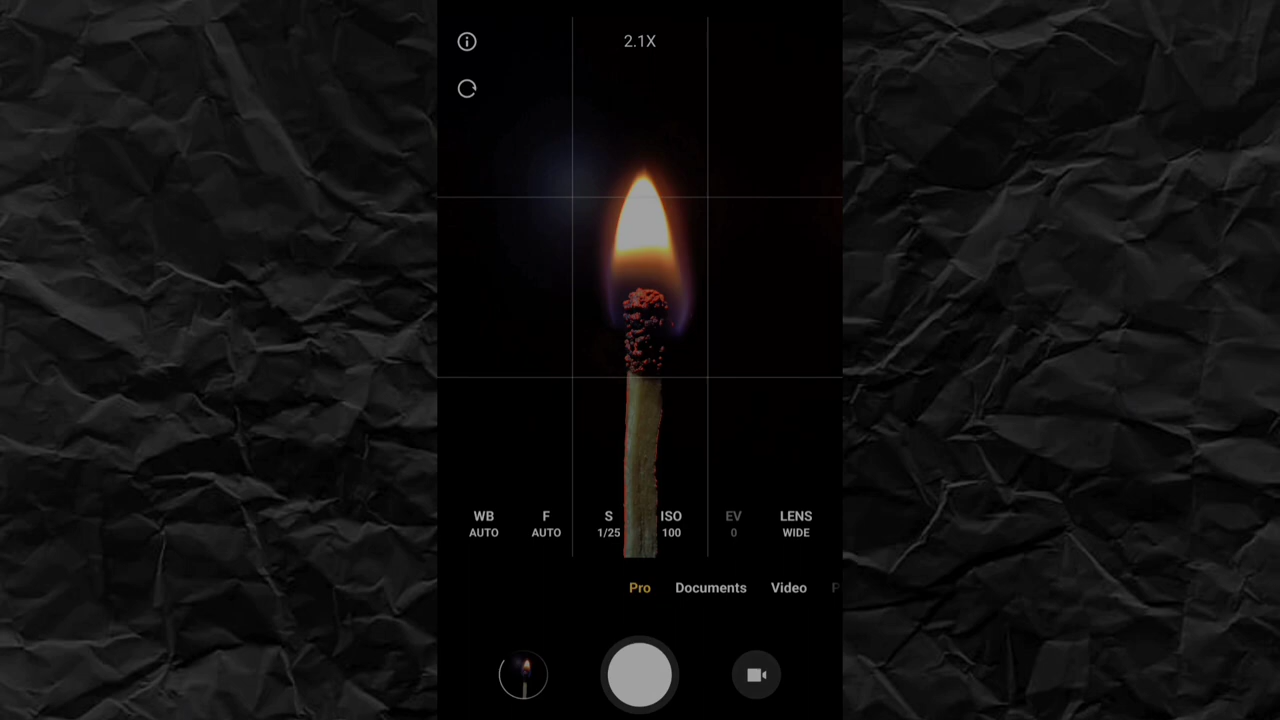 2.1X
WB F S ISO EV LENS
AUTO AUTO 1/25 100 0 WIDE
Pro Documents Video P